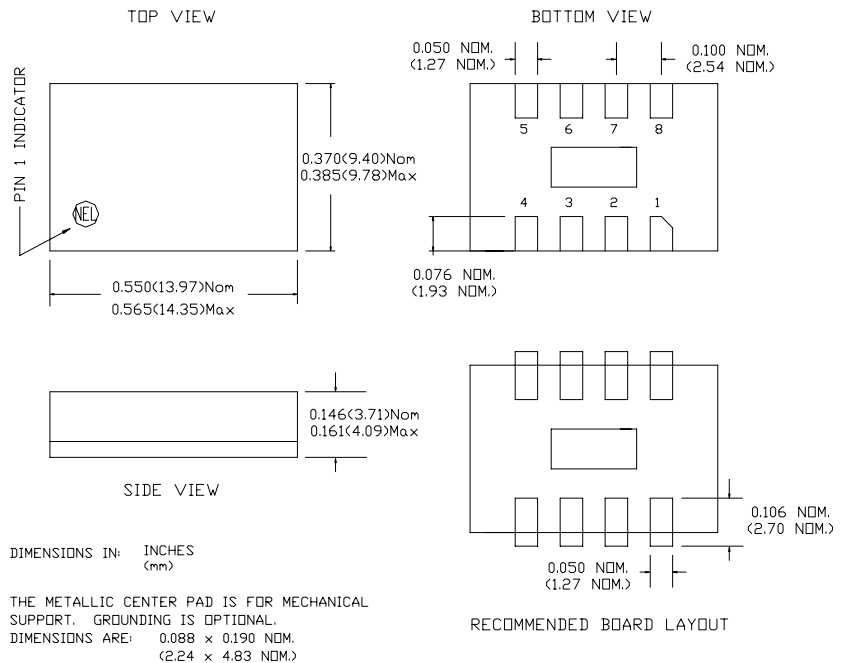 TOP VIEW
BOTTOM VIEW
PIN 1 INDICATOR
NEL
0.370(9.40)Nom
0.385(9.78)Max
0.550(13.97)Nom
0.565(14.35)Max
0.050 NOM.
(1.27 NOM.)
0.100 NOM.
(2.54 NOM.)
5 6 7 8
4 3 2 1
0.076 NOM.
(1.93 NOM.)
0.146(3.71)Nom
0.161(4.09)Max
SIDE VIEW
0.106 NOM.
(2.70 NOM.)
0.050 NOM.
(1.27 NOM.)
RECOMMENDED BOARD LAYOUT
DIMENSIONS IN: INCHES
(mm)
THE METALLIC CENTER PAD IS FOR MECHANICAL
SUPPORT. GROUNDING IS OPTIONAL.
DIMENSIONS ARE: 0.088 x 0.190 NOM.
(2.24 x 4.83 NOM.)